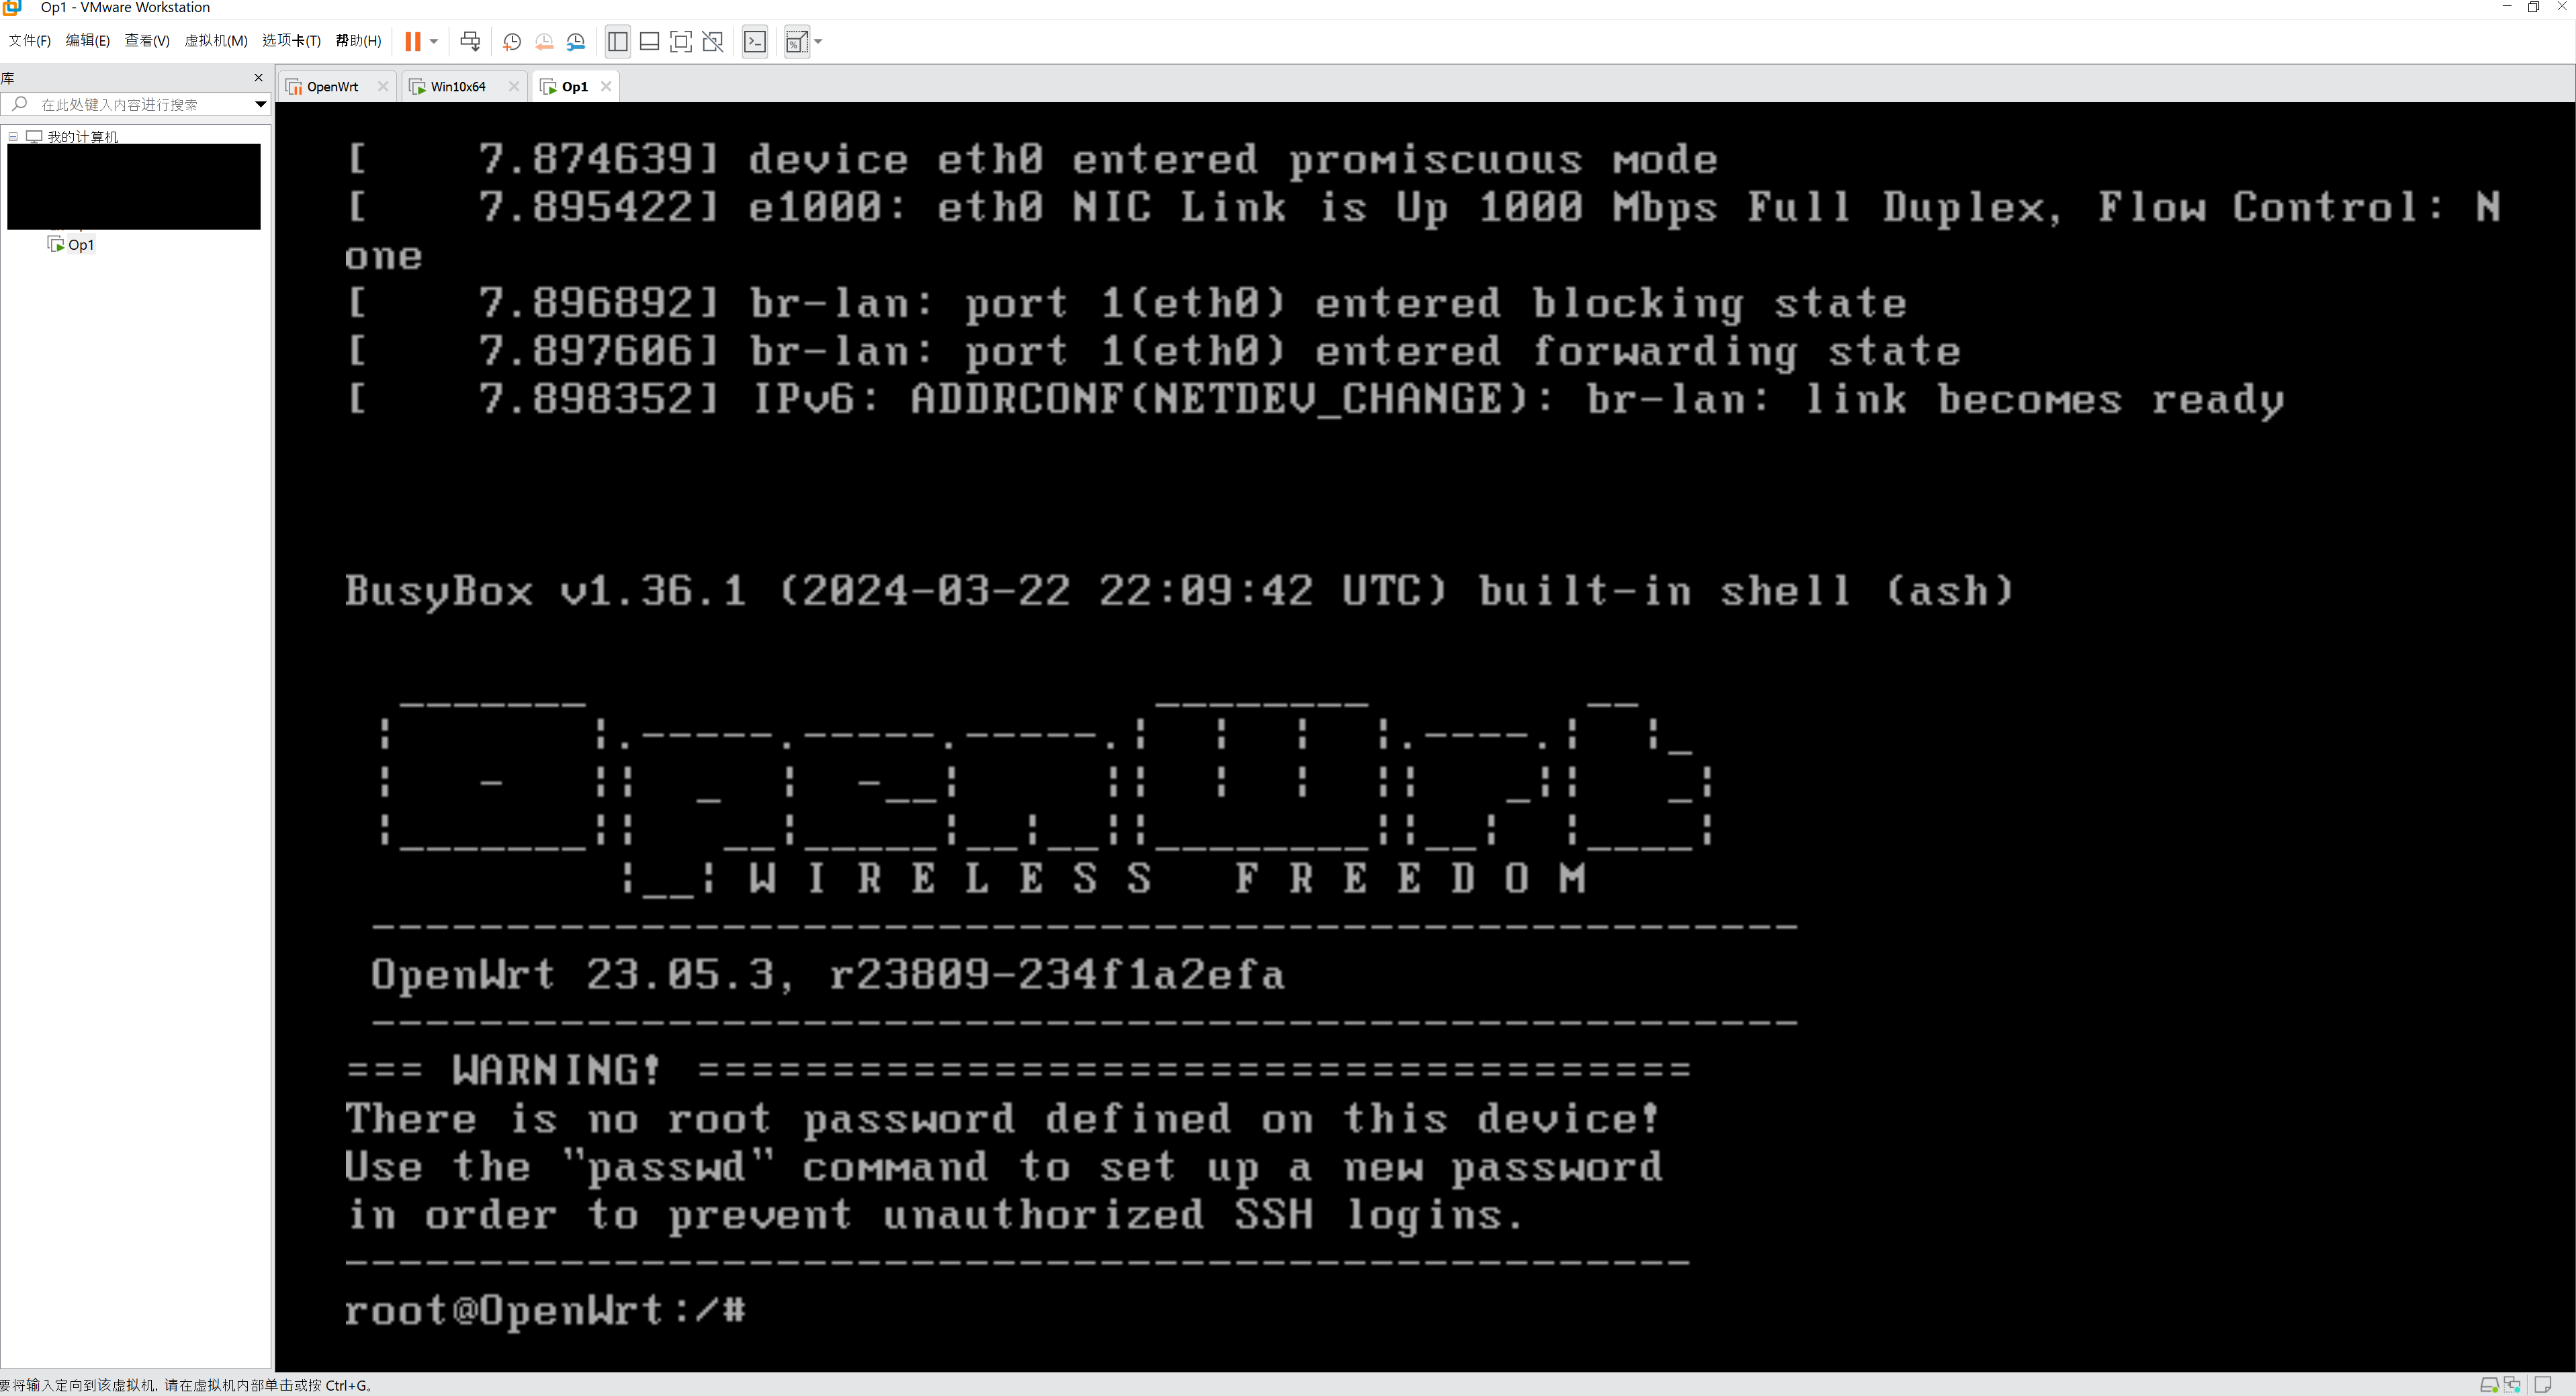 Op1 - VMware Workstation
文件(F) 编辑(E) 查看(V) 虚拟机(M) 选项卡(T) 帮助(H)
库
在此处键入内容进行搜索
我的计算机
Op1
OpenWrt Win10x64 Op1
[    7.874639] device eth0 entered promiscuous mode
[    7.895422] e1000: eth0 NIC Link is Up 1000 Mbps Full Duplex, Flow Control: N
one
[    7.896892] br-lan: port 1(eth0) entered blocking state
[    7.897606] br-lan: port 1(eth0) entered forwarding state
[    7.898352] IPv6: ADDRCONF(NETDEV_CHANGE): br-lan: link becomes ready
BusyBox v1.36.1 (2024-03-22 22:09:42 UTC) built-in shell (ash)
OpenWrt
W I R E L E S S   F R E E D O M
-----------------------------------------------------
OpenWrt 23.05.3, r23809-234f1a2efa
-----------------------------------------------------
=== WARNING! =====================================
There is no root password defined on this device!
Use the "passwd" command to set up a new password
in order to prevent unauthorized SSH logins.
--------------------------------------------------
root@OpenWrt:/#
要将输入定向到该虚拟机, 请在虚拟机内部单击或按 Ctrl+G。